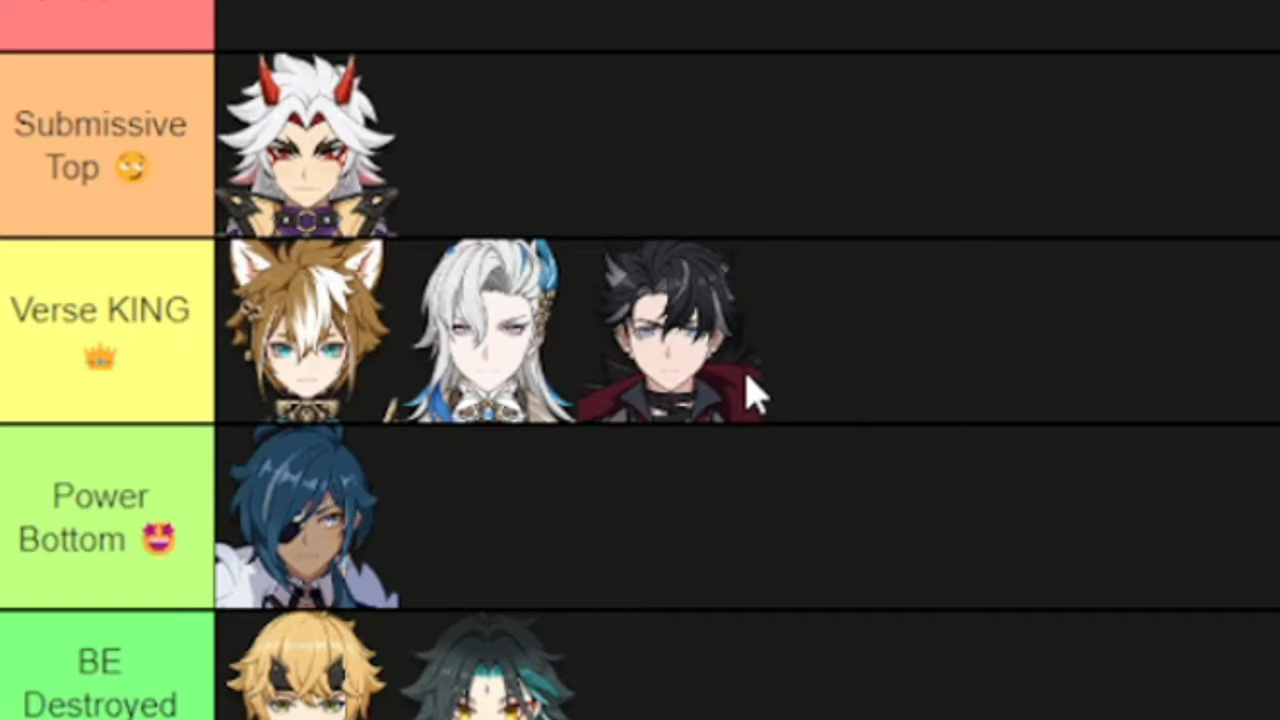 Submissive
Top 😏
Verse KING
👑
Power
Bottom 🤩
BE
Destroyed